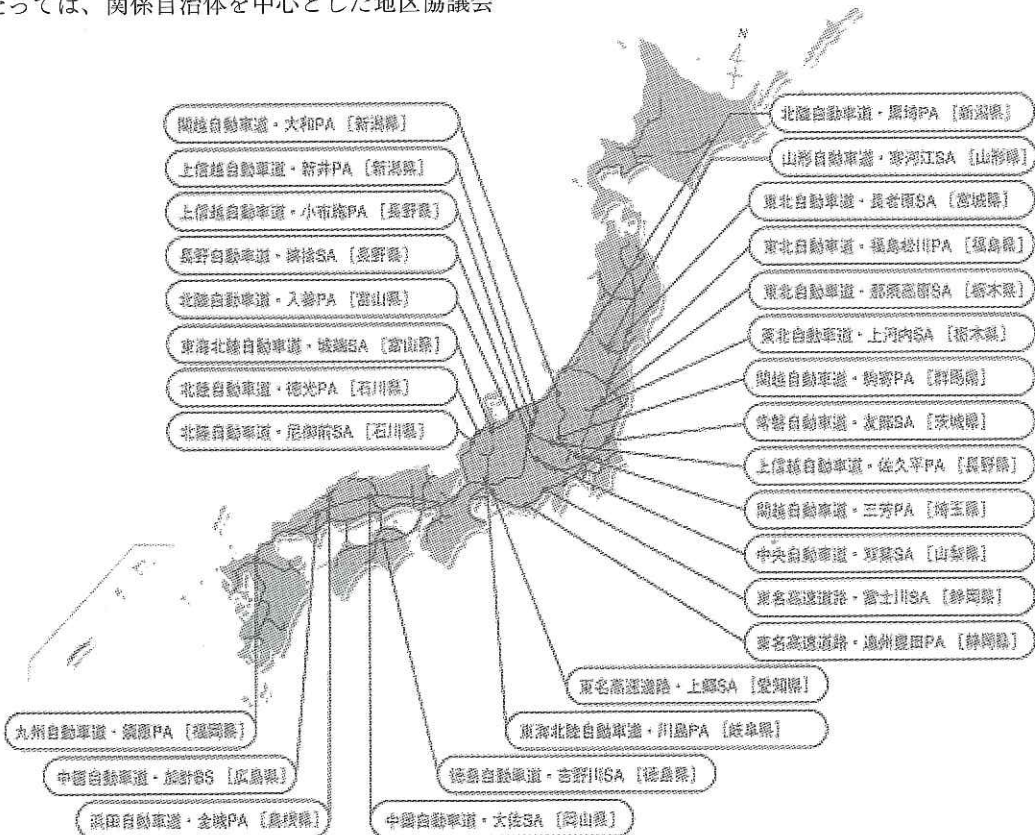 たっては、関係自治体を中心とした地区協議会
N
関越自動車道・大和PA［新潟県］
上信越自動車道・新井PA［新潟県］
上信越自動車道・小布施PA［長野県］
長野自動車道・姨捨SA［長野県］
北陸自動車道・入善PA［富山県］
東海北陸自動車道・城端SA［富山県］
北陸自動車道・徳光PA［石川県］
北陸自動車道・尼御前SA［石川県］
北陸自動車道・黒埼PA［新潟県］
山形自動車道・寒河江SA［山形県］
東北自動車道・長者原SA［宮城県］
東北自動車道・福島松川PA［福島県］
東北自動車道・那須高原SA［栃木県］
東北自動車道・上河内SA［栃木県］
関越自動車道・駒寄PA［群馬県］
常磐自動車道・友部SA［茨城県］
上信越自動車道・佐久平PA［長野県］
関越自動車道・三芳PA［埼玉県］
中央自動車道・双葉SA［山梨県］
東名高速道路・富士川SA［静岡県］
東名高速道路・遠州豊田PA［静岡県］
東名高速道路・上郷SA［愛知県］
東海北陸自動車道・川島PA［岐阜県］
徳島自動車道・吉野川SA［徳島県］
中国自動車道・大佐SA［岡山県］
九州自動車道・須恵PA［福岡県］
中国自動車道・加計BS［広島県］
浜田自動車道・金城PA［島根県］